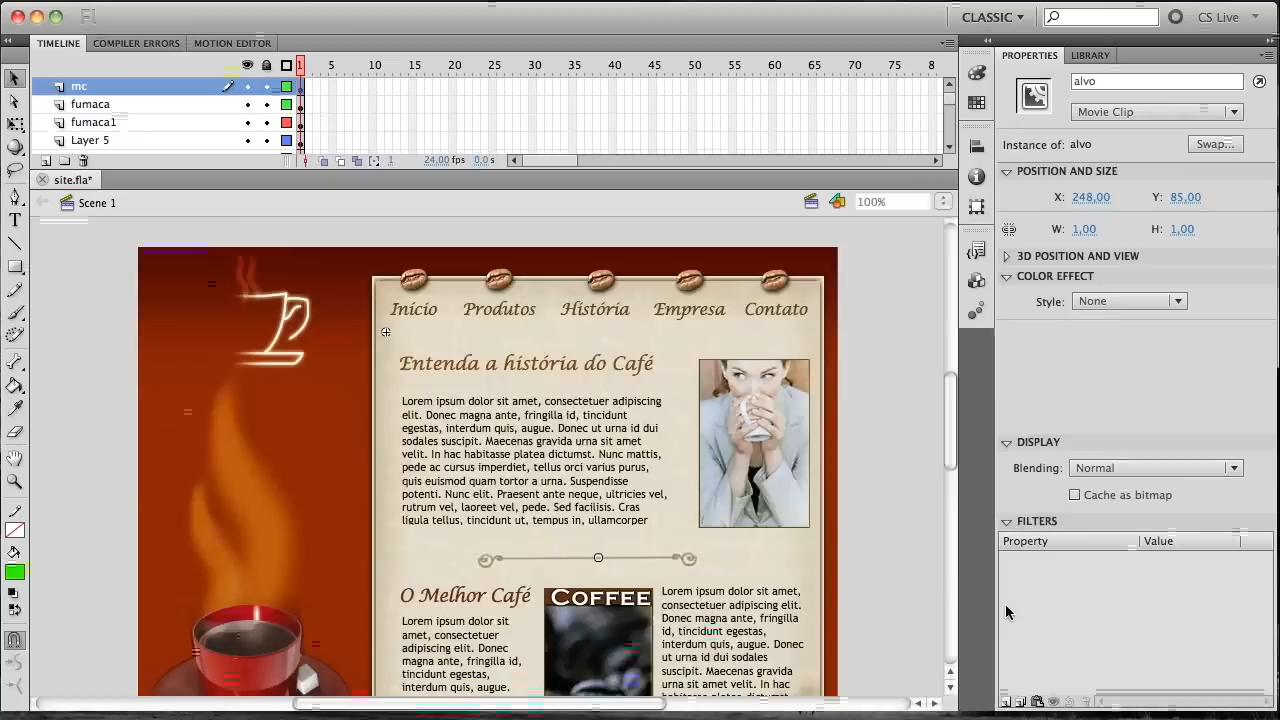 Fl
CLASSIC
CS Live
TIMELINE COMPILER ERRORS MOTION EDITOR
1 5 10 15 20 25 30 35 40 45 50 55 60 65 70 75 8
mc
fumaca
fumaca1
Layer 5
1 24,00 fps 0,0 s
site.fla*
Scene 1
100%
Início Produtos História Empresa Contato
Entenda a história do Café
Lorem ipsum dolor sit amet, consectetuer adipiscing
elit. Donec magna ante, fringilla id, tincidunt
egestas, interdum quis, augue. Donec ut urna id dui
sodales suscipit. Maecenas gravida urna sit amet
velit. In hac habitasse platea dictumst. Nunc mattis,
pede ac cursus imperdiet, tellus orci varius purus,
quis euismod quam tortor a urna. Suspendisse
potenti. Nunc elit. Praesent ante neque, ultricies vel,
rutrum vel, laoreet vel, pede. Sed facilisis. Cras
ligula tellus, tincidunt ut, tempus in, ullamcorper
O Melhor Café
Lorem ipsum dolor sit
amet, consectetuer
adipiscing elit. Donec
magna ante, fringilla id,
tincidunt egestas,
interdum quis, augue.
COFFEE
Lorem ipsum dolor sit amet,
consectetuer adipiscing elit.
Donec magna ante, fringilla
id, tincidunt egestas,
interdum quis, augue. Donec
ut urna id dui sodales
suscipit. Maecenas gravida
urna sit amet velit. In hac
PROPERTIES LIBRARY
alvo
Movie Clip
Instance of: alvo Swap...
POSITION AND SIZE
X: 248,00 Y: 85,00
W: 1,00 H: 1,00
3D POSITION AND VIEW
COLOR EFFECT
Style: None
DISPLAY
Blending: Normal
Cache as bitmap
FILTERS
Property Value